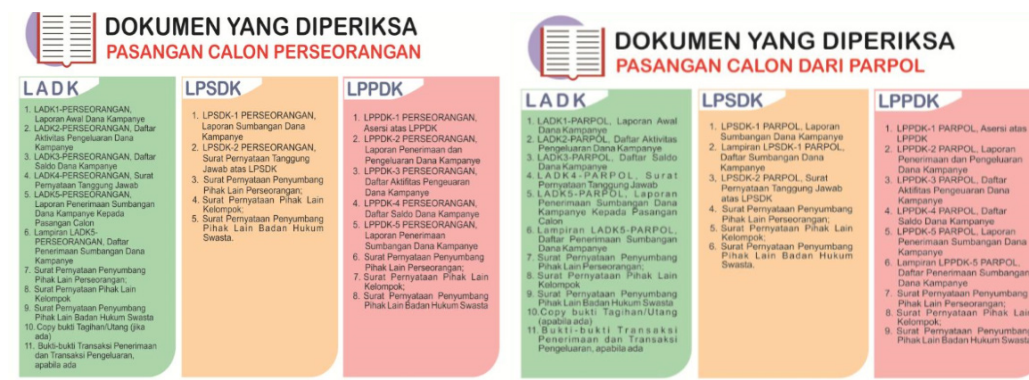 DOKUMEN YANG DIPERIKSA
PASANGAN CALON PERSEORANGAN
LADK
1. LADK1-PERSEORANGAN,
Laporan Awal Dana Kampanye
2. LADK2-PERSEORANGAN, Daftar
Aktivitas Pengeluaran Dana
Kampanye
3. LADK3-PERSEORANGAN, Daftar
Saldo Dana Kampanye
4. LADK4-PERSEORANGAN, Surat
Pernyataan Tanggung Jawab
5. LADK5-PERSEORANGAN,
Laporan Penerimaan Sumbangan
Dana Kampanye Kepada
Pasangan Calon
6. Lampiran LADK5-
PERSEORANGAN, Daftar
Penerimaan Sumbangan Dana
Kampanye
7. Surat Pernyataan Penyumbang
Pihak Lain Perseorangan;
8. Surat Pernyataan Pihak Lain
Kelompok
9. Surat Pernyataan Penyumbang
Pihak Lain Badan Hukum Swasta
10. Copy bukti Tagihan/Utang (jika
ada)
11. Bukti-bukti Transaksi Penerimaan
dan Transaksi Pengeluaran,
apabila ada
LPSDK
1. LPSDK-1 PERSEORANGAN,
Laporan Sumbangan Dana
Kampanye
2. LPSDK-2 PERSEORANGAN,
Surat Pernyataan Tanggung
Jawab atas LPSDK
3. Surat Pernyataan Penyumbang
Pihak Lain Perseorangan;
4. Surat Pernyataan Pihak Lain
Kelompok;
5. Surat Pernyataan Penyumbang
Pihak Lain Badan Hukum
Swasta.
LPPDK
1. LPPDK-1 PERSEORANGAN,
Asersi atas LPPDK
2. LPPDK-2 PERSEORANGAN,
Laporan Penerimaan dan
Pengeluaran Dana Kampanye
3. LPPDK-3 PERSEORANGAN,
Daftar Aktifitas Pengeuaran
Dana Kampanye
4. LPPDK-4 PERSEORANGAN,
Daftar Saldo Dana Kampanye
5. LPPDK-5 PERSEORANGAN,
Laporan Penerimaan
Sumbangan Dana Kampanye
6. Surat Pernyataan Penyumbang
Pihak Lain Perseorangan;
7. Surat Pernyataan Pihak Lain
Kelompok;
8. Surat Pernyataan Penyumbang
Pihak Lain Badan Hukum Swasta
DOKUMEN YANG DIPERIKSA
PASANGAN CALON DARI PARPOL
LADK
1. LADK1-PARPOL, Laporan Awal
Dana Kampanye
2. LADK2-PARPOL, Daftar Aktivitas
Pengeluaran Dana Kampanye
3. LADK3-PARPOL, Daftar Saldo
Dana Kampanye
4. LADK4-PARPOL, Surat
Pernyataan Tanggung Jawab
5. LADK5-PARPOL, Laporan
Penerimaan Sumbangan Dana
Kampanye Kepada Pasangan
Calon
6. Lampiran LADK5-PARPOL,
Daftar Penerimaan Sumbangan
Dana Kampanye
7. Surat Pernyataan Penyumbang
Pihak Lain Perseorangan;
8. Surat Pernyataan Pihak Lain
Kelompok
9. Surat Pernyataan Penyumbang
Pihak Lain Badan Hukum Swasta
10. Copy bukti Tagihan/Utang
(apabila ada)
11. Bukti-bukti Transaksi
Penerimaan dan Transaksi
Pengeluaran, apabila ada
LPSDK
1. LPSDK-1 PARPOL, Laporan
Sumbangan Dana Kampanye
2. Lampiran LPSDK-1 PARPOL,
Daftar Sumbangan Dana
Kampanye
3, LPSDK-2 PARPOL, Surat
Pernyataan Tanggung Jawab
atas LPSDK
4. Surat Pernyataan Penyumbang
Pihak Lain Perseorangan;
5. Surat Pernyataan Pihak Lain
Kelompok;
6. Surat Pernyataan Penyumbang
Pihak Lain Badan Hukum
Swasta.
LPPDK
1. LPPDK-1 PARPOL, Asersi atas
LPPDK
2. LPPDK-2 PARPOL, Laporan
Penerimaan dan Pengeluaran
Dana Kampanye
3. LPPDK-3 PARPOL, Daftar
Aktifitas Pengeuaran Dana
Kampanye
4. LPPDK-4 PARPOL, Daftar
Saldo Dana Kampanye
5. LPPDK-5 PARPOL, Laporan
Penerimaan Sumbangan Dana
Kampanye
6. Lampiran LPPDK-5 PARPOL,
Daftar Penerimaan Sumbangan
Dana Kampanye
7. Surat Pernyataan Penyumbang
Pihak Lain Perseorangan;
8. Surat Pernyataan Pihak Lain
Kelompok;
9. Surat Pernyataan Penyumbang
Pihak Lain Badan Hukum Swasta